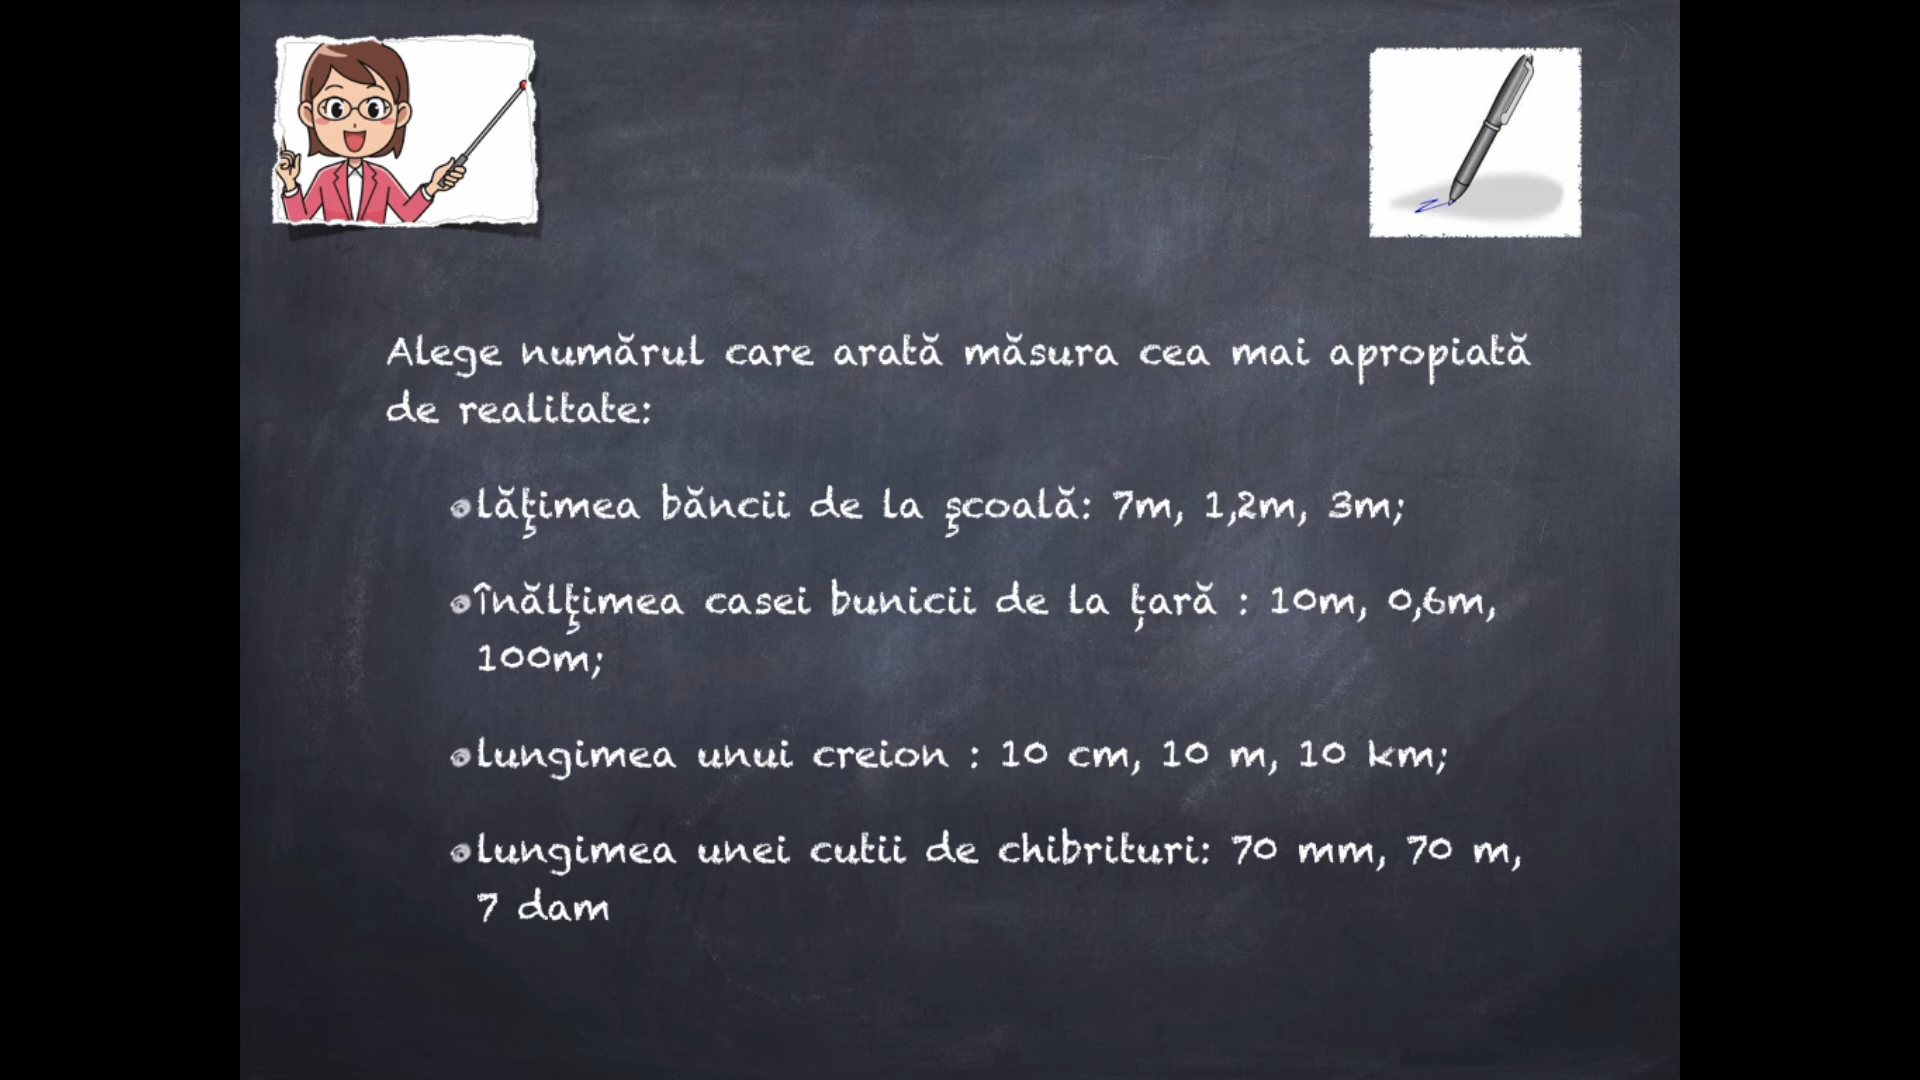 Alege numărul care arată măsura cea mai apropiată
de realitate:
lăţimea băncii de la şcoală: 7m, 1,2m, 3m;
înălţimea casei bunicii de la țară : 10m, 0,6m,
100m;
lungimea unui creion : 10 cm, 10 m, 10 km;
lungimea unei cutii de chibrituri: 70 mm, 70 m,
7 dam